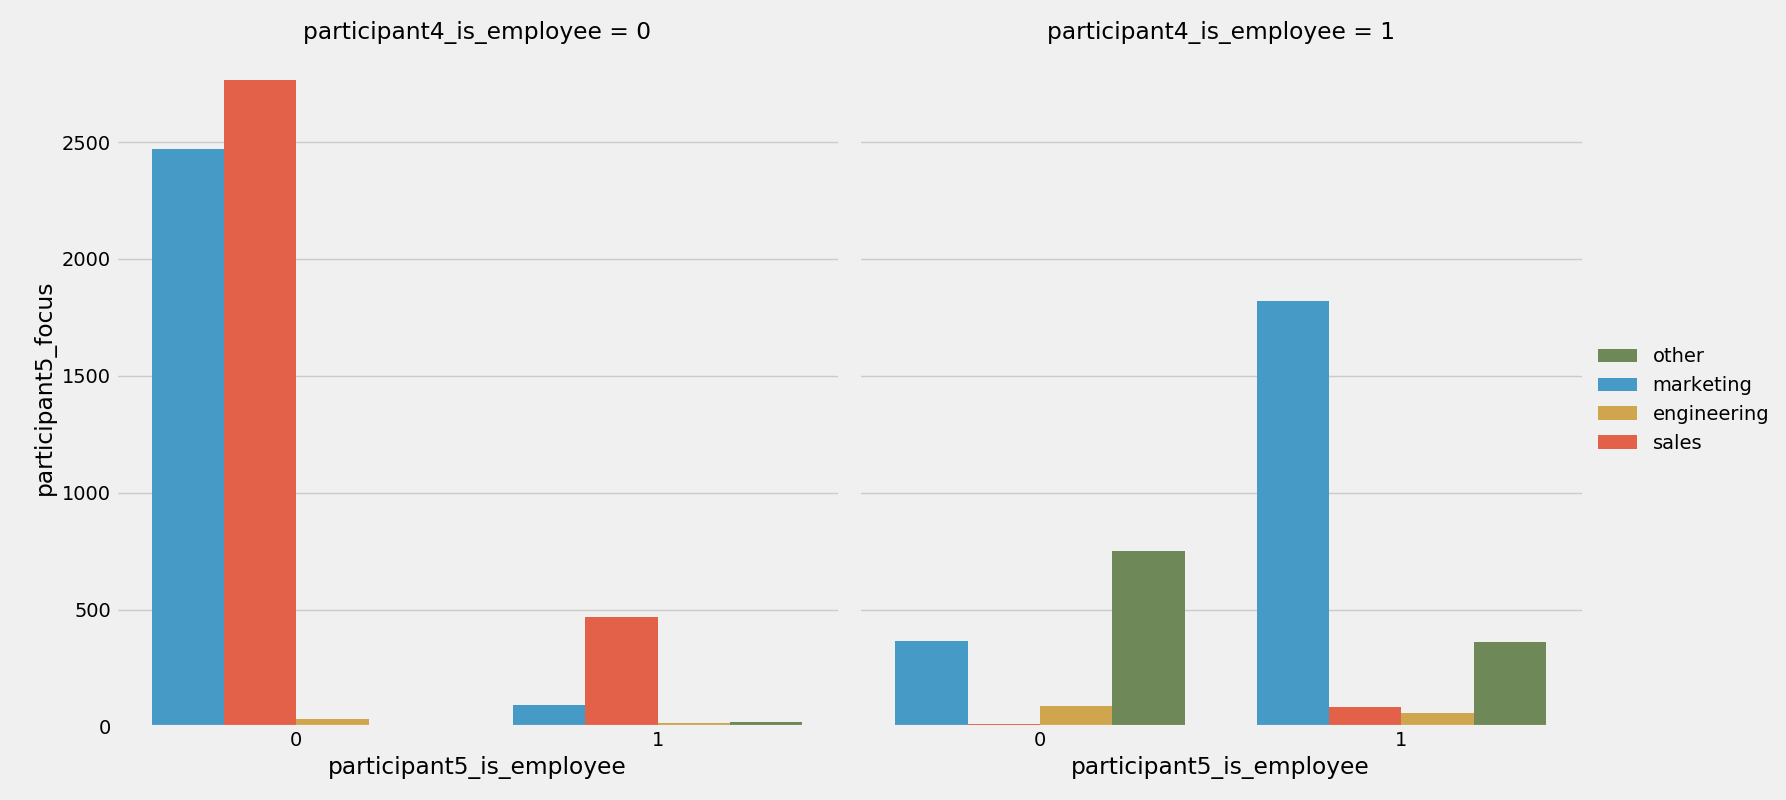 participant4_is_employee = 0
participant4_is_employee = 1
participant5_focus
2500
2000
1500
1000
500
0
0
1
0
1
participant5_is_employee
participant5_is_employee
other
marketing
engineering
sales